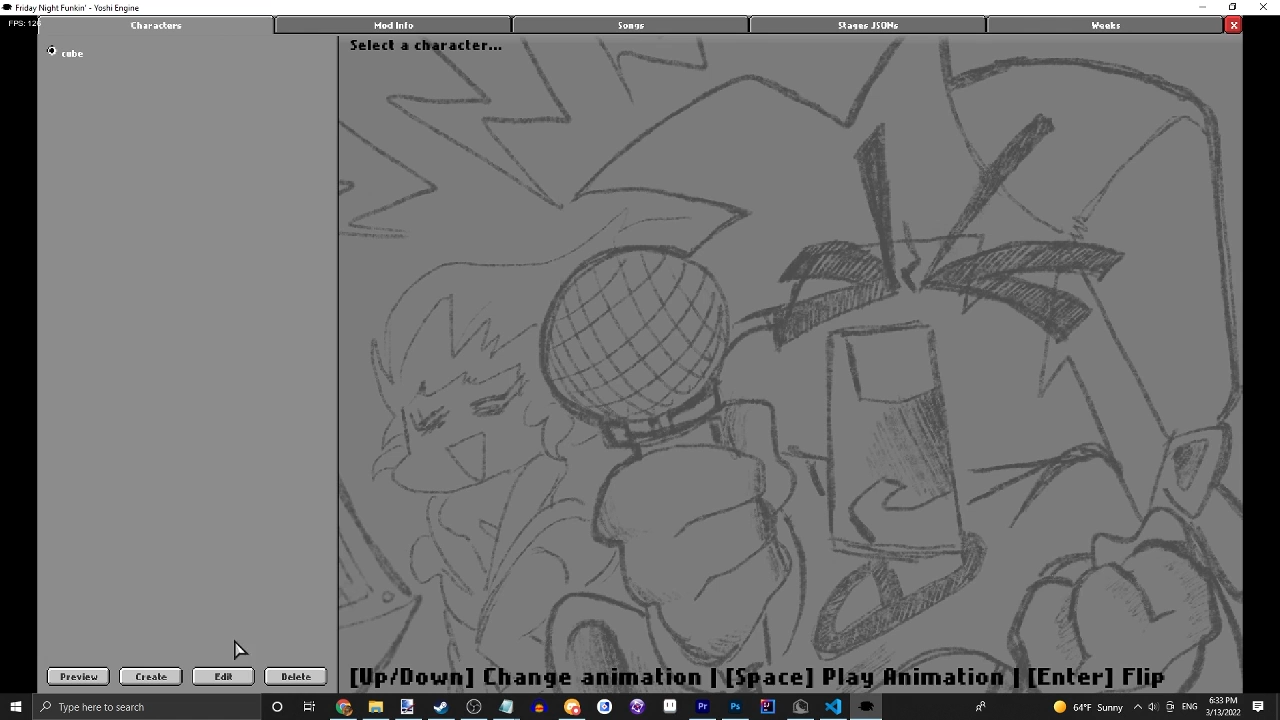 Friday Night Funkin' - Yoshi Engine
FPS: 126
Characters
Mod Info
Songs
Stages JSONs
Weeks
X
cube
Select a character...
Preview
Create
Edit
Delete
[Up/Down] Change animation | [Space] Play Animation | [Enter] Flip
Type here to search
64°F Sunny
ENG
6:33 PM
3/13/2022